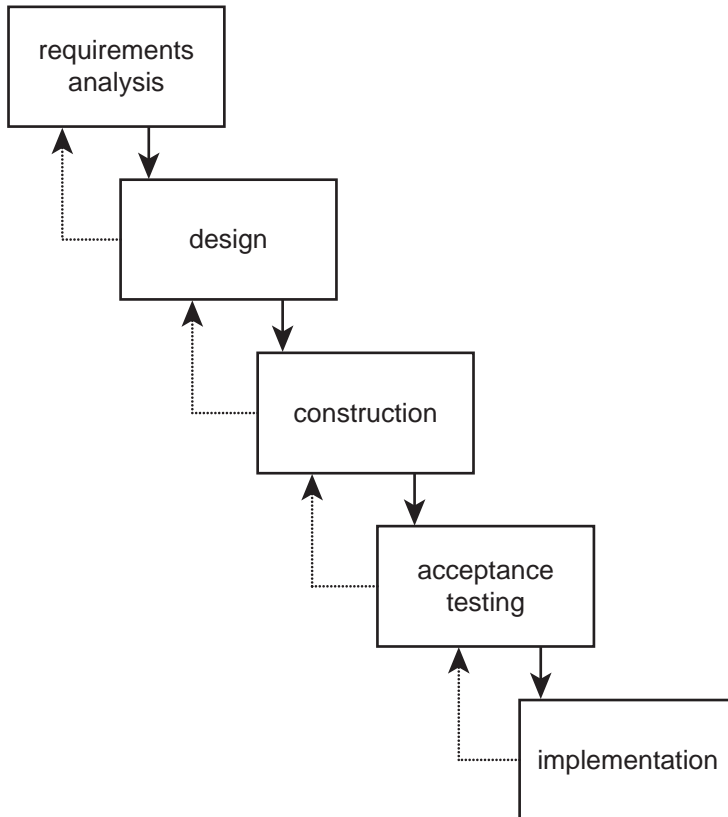 requirements
analysis
design
construction
acceptance
testing
implementation